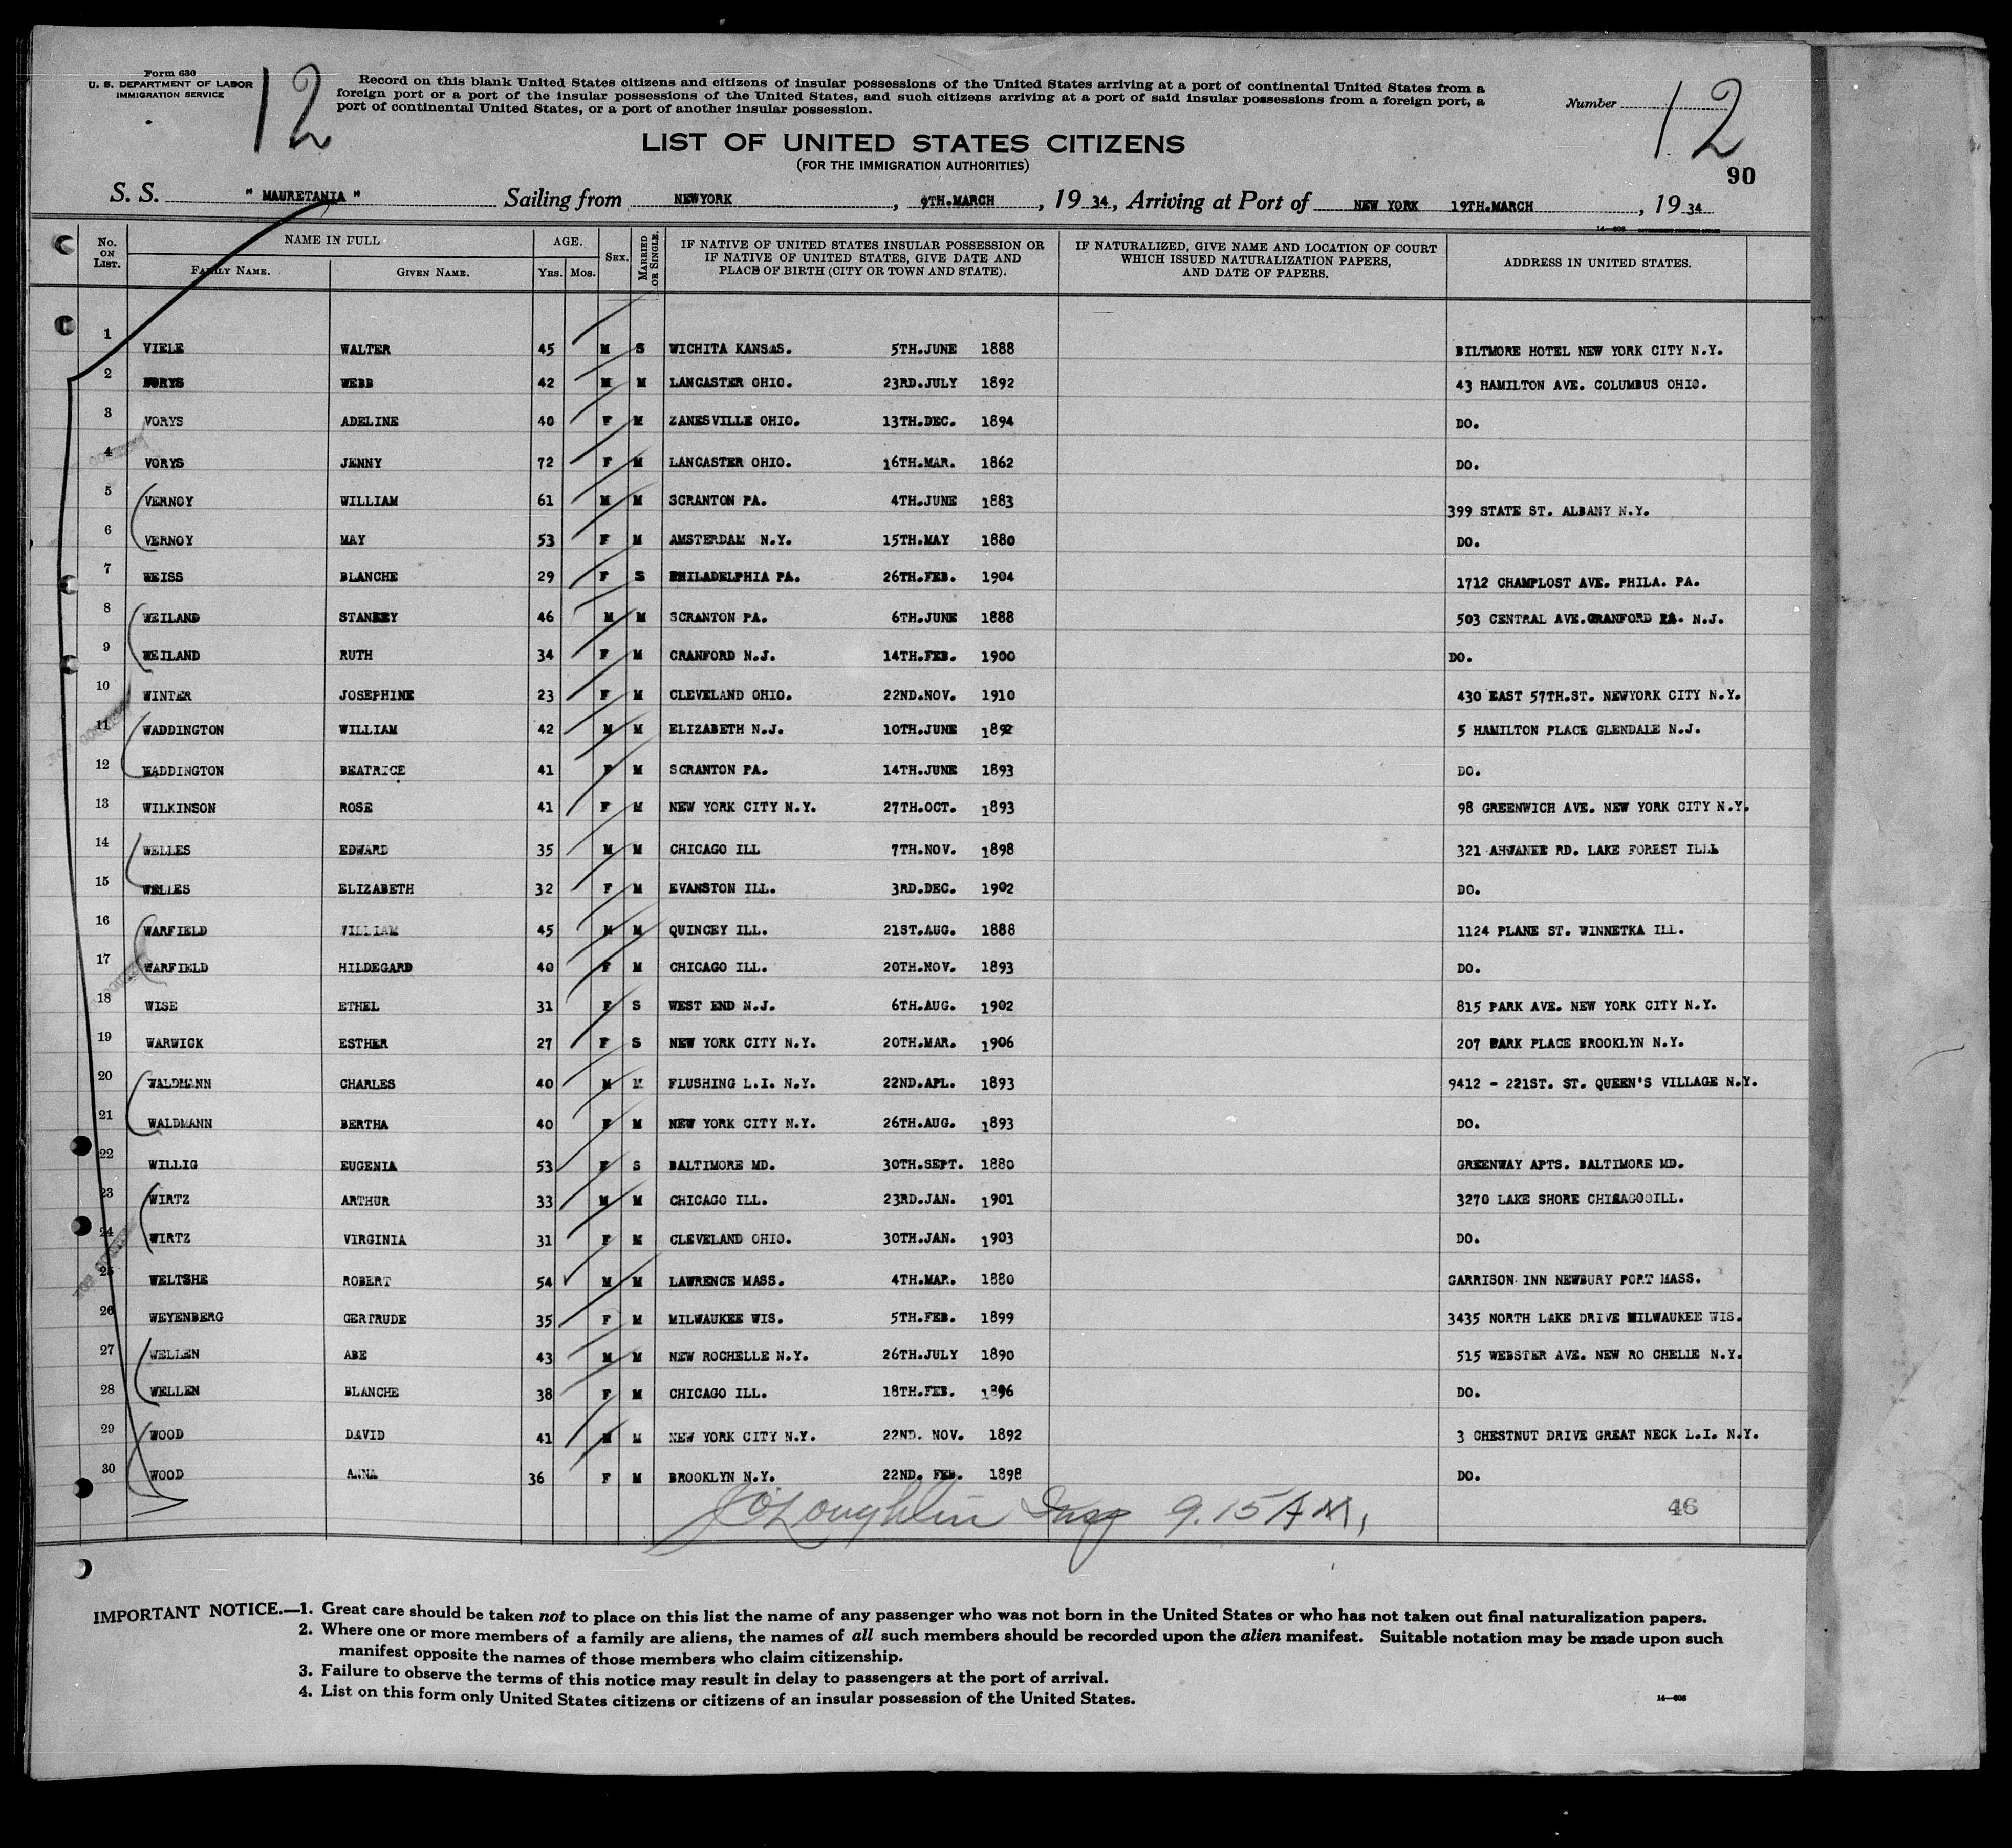 Form 630
U. S. DEPARTMENT OF LABOR
IMMIGRATION SERVICE
12
Record on this blank United States citizens and citizens of insular possessions of the United States arriving at a port of continental United States from a
foreign port or a port of the insular possessions of the United States, and such citizens arriving at a port of said insular possessions from a foreign port, a
port of continental United States, or a port of another insular possession.
Number 12
LIST OF UNITED STATES CITIZENS
(FOR THE IMMIGRATION AUTHORITIES)
90
S. S. " MAURETANIA " Sailing from NEWYORK , 9TH.MARCH , 19 34, Arriving at Port of NEW YORK 19TH.MARCH , 19 34
No. ON LIST. NAME IN FULL FAMILY NAME. GIVEN NAME. AGE. YRS. MOS. SEX. MARRIED OR SINGLE. IF NATIVE OF UNITED STATES INSULAR POSSESSION OR IF NATIVE OF UNITED STATES, GIVE DATE AND PLACE OF BIRTH (CITY OR TOWN AND STATE). IF NATURALIZED, GIVE NAME AND LOCATION OF COURT WHICH ISSUED NATURALIZATION PAPERS, AND DATE OF PAPERS. ADDRESS IN UNITED STATES.
1 VIELE WALTER 45 M S WICHITA KANSAS. 5TH.JUNE 1888 BILTMORE HOTEL NEW YORK CITY N.Y.
2 VORYS WEBB 42 M M LANCASTER OHIO. 23RD.JULY 1892 43 HAMILTON AVE. COLUMBUS OHIO.
3 VORYS ADELINE 40 F M ZANESVILLE OHIO. 13TH.DEC. 1894 DO.
4 VORYS JENNY 72 F M LANCASTER OHIO. 16TH.MAR. 1862 DO.
5 VERNOY WILLIAM 61 M M SCRANTON PA. 4TH.JUNE 1883 399 STATE ST. ALBANY N.Y.
6 VERNOY MAY 53 F M AMSTERDAM N.Y. 15TH.MAY 1880 DO.
7 WEISS BLANCHE 29 F S PHILADELPHIA PA. 26TH.FEB. 1904 1712 CHAMPLOST AVE. PHILA. PA.
8 WEILAND STANLEY 46 M M SCRANTON PA. 6TH.JUNE 1888 503 CENTRAL AVE.CRANFORD PA. N.J.
9 WEILAND RUTH 34 F M CRANFORD N.J. 14TH.FEB. 1900 DO.
10 WINTER JOSEPHINE 23 F M CLEVELAND OHIO. 22ND.NOV. 1910 430 EAST 57TH.ST. NEWYORK CITY N.Y.
11 WADDINGTON WILLIAM 42 M M ELIZABETH N.J. 10TH.JUNE 1892 5 HAMILTON PLACE GLENDALE N.J.
12 WADDINGTON BEATRICE 41 F M SCRANTON PA. 14TH.JUNE 1893 DO.
13 WILKINSON ROSE 41 F M NEW YORK CITY N.Y. 27TH.OCT. 1893 98 GREENWICH AVE. NEW YORK CITY N.Y.
14 WELLES EDWARD 35 M M CHICAGO ILL 7TH.NOV. 1898 321 AHWANEE RD. LAKE FOREST ILLL
15 WELLES ELIZABETH 32 F M EVANSTON ILL. 3RD.DEC. 1902 DO.
16 WARFIELD WILLIAM 45 M M QUINCEY ILL. 21ST.AUG. 1888 1124 PLANE ST. WINNETKA ILL.
17 WARFIELD HILDEGARD 40 F M CHICAGO ILL. 20TH.NOV. 1893 DO.
18 WISE ETHEL 31 F S WEST END N.J. 6TH.AUG. 1902 815 PARK AVE. NEW YORK CITY N.Y.
19 WARWICK ESTHER 27 F S NEW YORK CITY N.Y. 20TH.MAR. 1906 207 PARK PLACE BROOKLYN N.Y.
20 WALDMANN CHARLES 40 M M FLUSHING L.I. N.Y. 22ND.APL. 1893 9412 - 221ST. ST. QUEEN'S VILLAGE N.Y.
21 WALDMANN BERTHA 40 F M NEW YORK CITY N.Y. 26TH.AUG. 1893 DO.
22 WILLIG EUGENIA 53 F S BALTIMORE MD. 30TH.SEPT. 1880 GREENWAY APTS. BALTIMORE MD.
23 WIRTZ ARTHUR 33 M M CHICAGO ILL. 23RD.JAN. 1901 3270 LAKE SHORE CHICAGOOILL.
24 WIRTZ VIRGINIA 31 F M CLEVELAND OHIO. 30TH.JAN. 1903 DO.
25 WELTSHE ROBERT 54 M M LAWRENCE MASS. 4TH.MAR. 1880 GARRISON INN NEWBURY PORT MASS.
26 WEYENBERG GERTRUDE 35 F M MILWAUKEE WIS. 5TH.FEB. 1899 3435 NORTH LAKE DRIVE MILWAUKEE WIS.
27 WELLEN ABE 43 M M NEW ROCHELLE N.Y. 26TH.JULY 1890 515 WEBSTER AVE. NEW RO CHELLE N.Y.
28 WELLEN BLANCHE 38 F M CHICAGO ILL. 18TH.FEB. 1896 DO.
29 WOOD DAVID 41 M M NEW YORK CITY N.Y. 22ND. NOV. 1892 3 CHESTNUT DRIVE GREAT NECK L.I. N.Y.
30 WOOD ANNA 36 F M BROOKLYN N.Y. 22ND. FEB. 1898 DO.
J O'Loughlin Insp 9.15 AM,
46
IMPORTANT NOTICE.—1. Great care should be taken not to place on this list the name of any passenger who was not born in the United States or who has not taken out final naturalization papers.
2. Where one or more members of a family are aliens, the names of all such members should be recorded upon the alien manifest. Suitable notation may be made upon such
manifest opposite the names of those members who claim citizenship.
3. Failure to observe the terms of this notice may result in delay to passengers at the port of arrival.
4. List on this form only United States citizens or citizens of an insular possession of the United States.